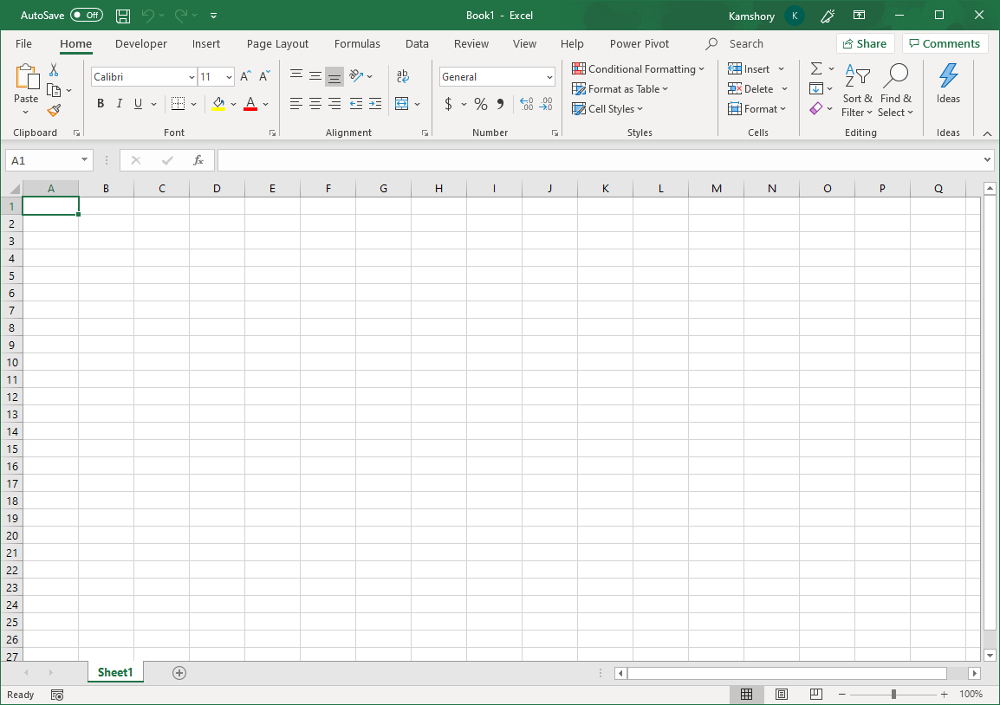 AutoSave Off Book1 - Excel Kamshory K
File Home Developer Insert Page Layout Formulas Data Review View Help Power Pivot Search Share Comments
Paste
Clipboard
Calibri 11
B I U A
Font
ab
Alignment
General
$ % 9
Number
Conditional Formatting
Format as Table
Cell Styles
Styles
Insert
Delete
Format
Cells
Sort &
Filter
Find &
Select
Editing
Ideas
Ideas
A1 fx
A B C D E F G H I J K L M N O P Q
1
2
3
4
5
6
7
8
9
10
11
12
13
14
15
16
17
18
19
20
21
22
23
24
25
26
27
Sheet1
Ready 100%